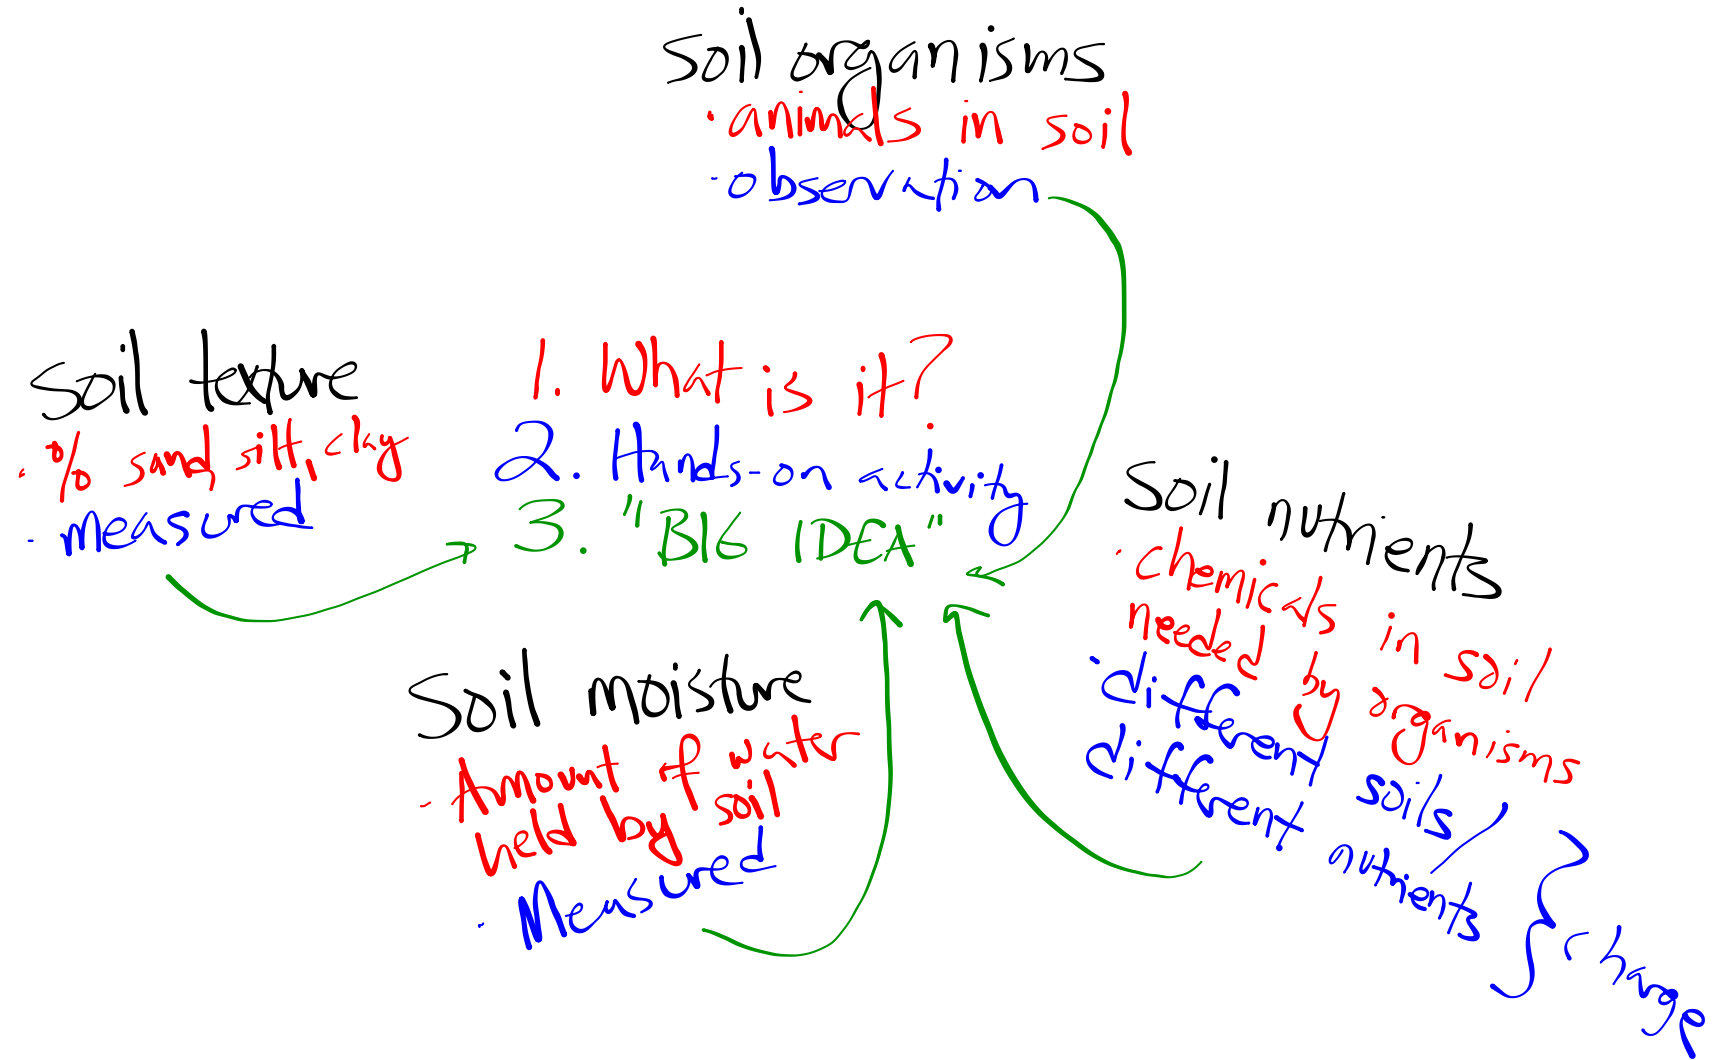 soil organisms
· animals in soil
· observation
soil texture
· % sand, silt, clay
· measured
1. What is it?
2. Hands-on activity
3. "BIG IDEA"
soil moisture
- Amount of water
held by soil
· Measured
soil nutrients
· chemicals in soil
needed by organisms
· different soils/
different nutrients
change